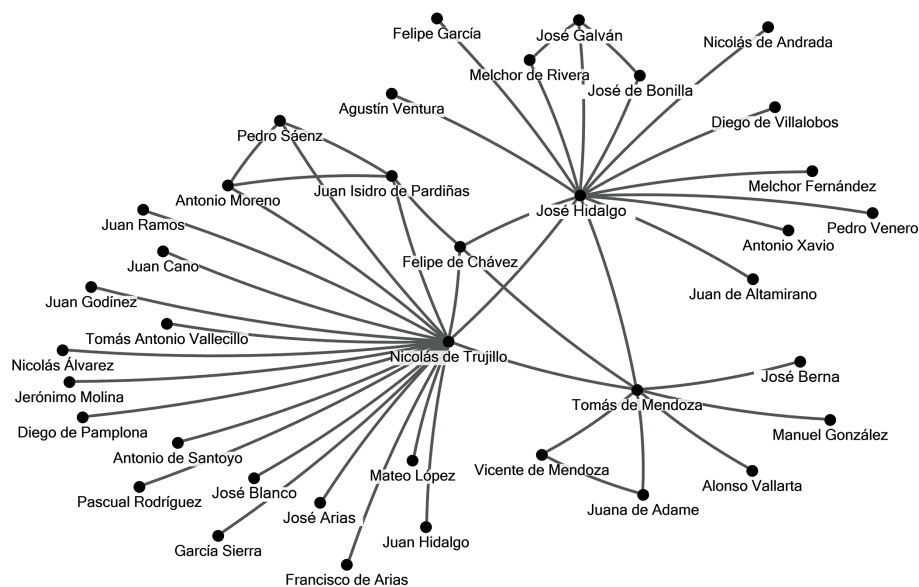 Felipe García
José Galván
Nicolás de Andrada
Melchor de Rivera
José de Bonilla
Agustín Ventura
Diego de Villalobos
Pedro Sáenz
Juan Isidro de Pardiñas
Melchor Fernández
Antonio Moreno
José Hidalgo
Juan Ramos
Pedro Venero
Antonio Xavio
Felipe de Chávez
Juan Cano
Juan de Altamirano
Juan Godínez
Tomás Antonio Vallecillo
Nicolás de Trujillo
Nicolás Álvarez
José Berna
Jerónimo Molina
Tomás de Mendoza
Diego de Pamplona
Manuel González
Antonio de Santoyo
Mateo López
Vicente de Mendoza
Alonso Vallarta
José Blanco
Pascual Rodríguez
Juana de Adame
José Arias
Juan Hidalgo
García Sierra
Francisco de Arias